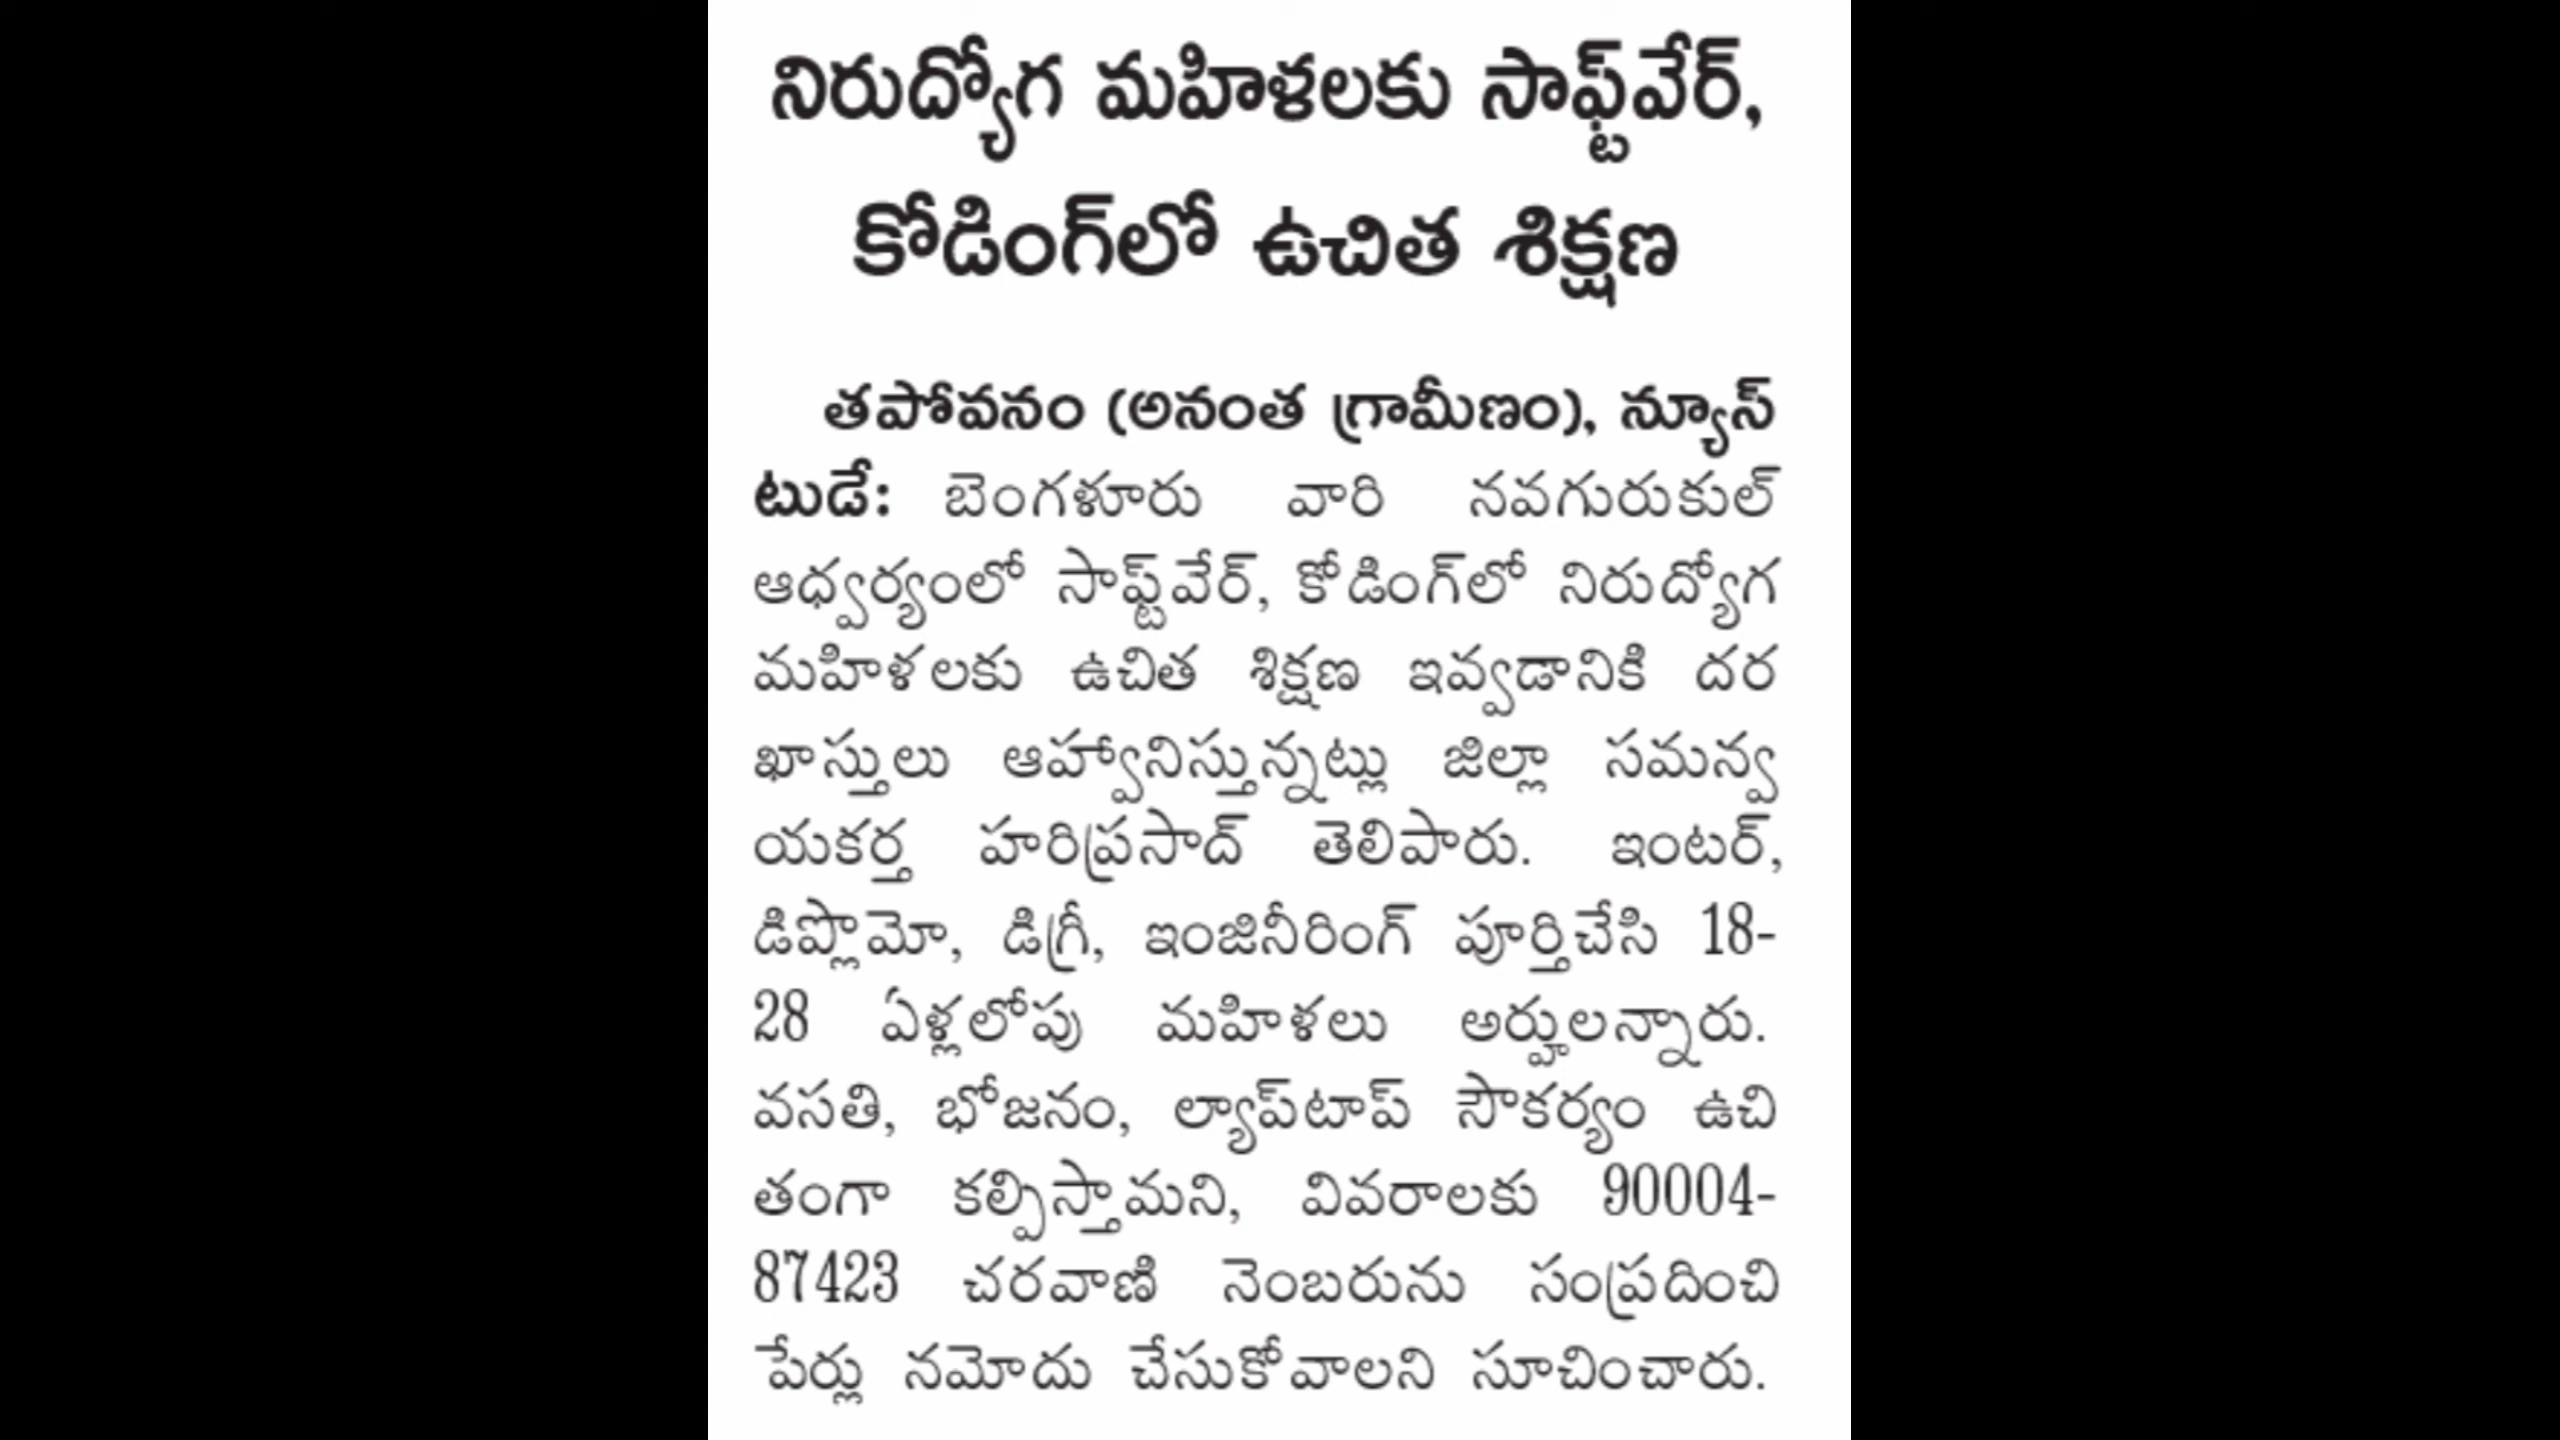 నిరుద్యోగ మహిళలకు సాఫ్ట్‌వేర్,
కోడింగ్‌లో ఉచిత శిక్షణ
తపోవనం (అనంత గ్రామీణం), న్యూస్
టుడే: బెంగళూరు వారి నవగురుకుల్
ఆధ్వర్యంలో సాఫ్ట్‌వేర్, కోడింగ్‌లో నిరుద్యోగ
మహిళలకు ఉచిత శిక్షణ ఇవ్వడానికి దర
ఖాస్తులు ఆహ్వానిస్తున్నట్లు జిల్లా సమన్వ
యకర్త హరిప్రసాద్ తెలిపారు. ఇంటర్,
డిప్లొమో, డిగ్రీ, ఇంజినీరింగ్ పూర్తిచేసి 18-
28 ఏళ్లలోపు మహిళలు అర్హులన్నారు.
వసతి, భోజనం, ల్యాప్‌టాప్ సౌకర్యం ఉచి
తంగా కల్పిస్తామని, వివరాలకు 90004-
87423 చరవాణి నెంబరును సంప్రదించి
పేర్లు నమోదు చేసుకోవాలని సూచించారు.